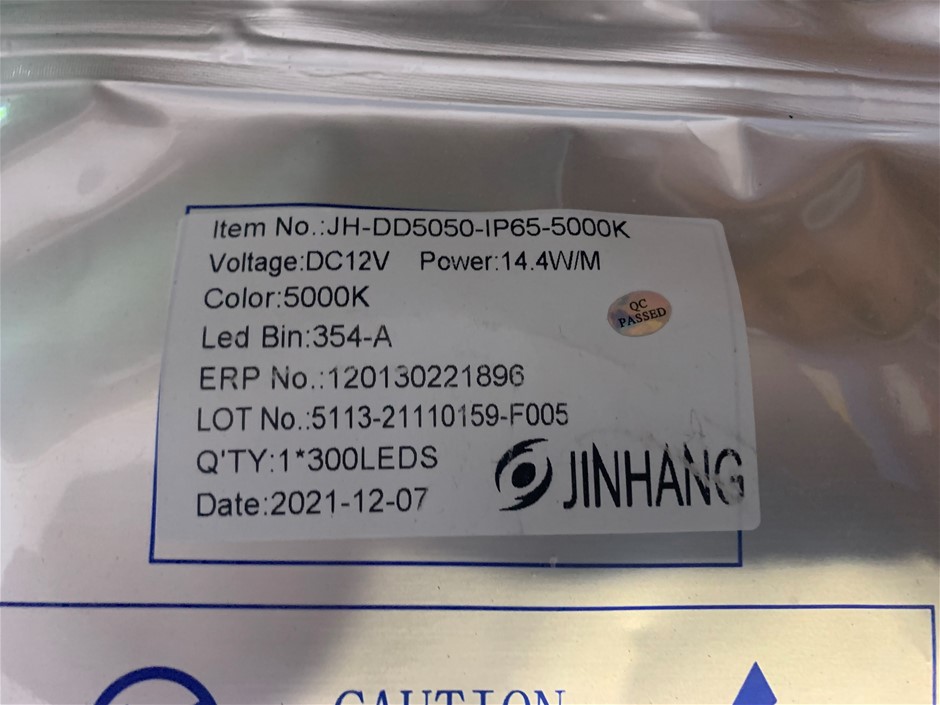 Item No.:JH-DD5050-IP65-5000K
Voltage:DC12V Power:14.4W/M
Color:5000K
QC
PASSED
Led Bin:354-A
ERP No.:120130221896
LOT No.:5113-21110159-F005
Q'TY:1*300LEDS
JINHANG
Date:2021-12-07
CAUTION